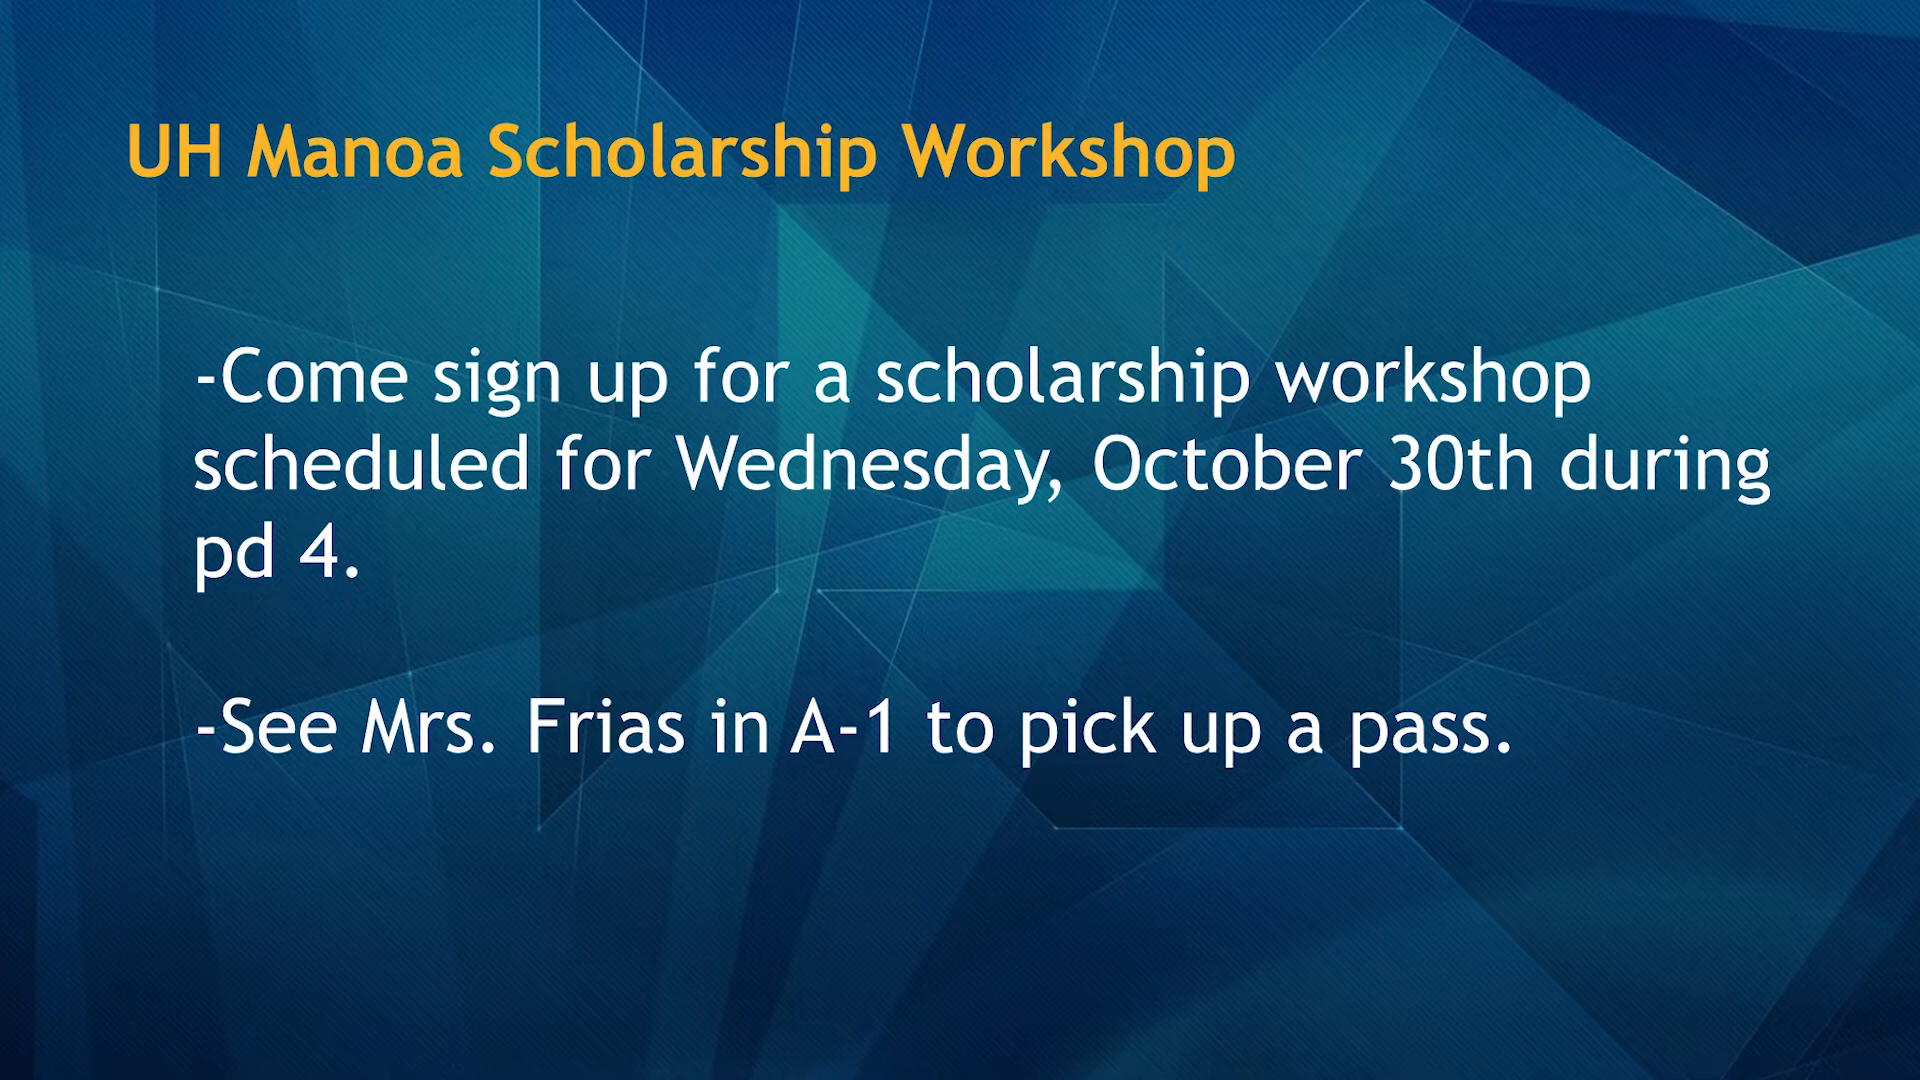 UH Manoa Scholarship Workshop
-Come sign up for a scholarship workshop
scheduled for Wednesday, October 30th during
pd 4.
-See Mrs. Frias in A-1 to pick up a pass.